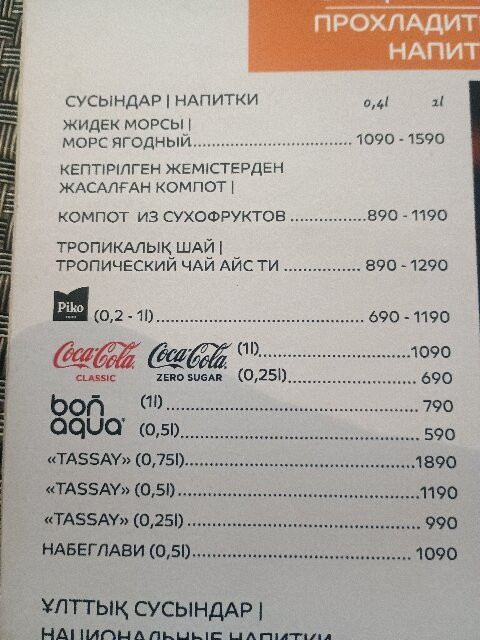 ПРОХЛАДИТ
НАПИТ
СУСЫНДАР | НАПИТКИ 0,4l 2l
ЖИДЕК МОРСЫ |
МОРС ЯГОДНЫЙ 1090 - 1590
КЕПТІРІЛГЕН ЖЕМІСТЕРДЕН
ЖАСАЛҒАН КОМПОТ |
КОМПОТ ИЗ СУХОФРУКТОВ 890 - 1190
ТРОПИКАЛЫҚ ШАЙ |
ТРОПИЧЕСКИЙ ЧАЙ АЙС ТИ 890 - 1290
Piko (0,2 - 1l) 690 - 1190
Coca-Cola CLASSIC Coca-Cola ZERO SUGAR (1l) 1090
(0,25l) 690
bon aqua (1l) 790
(0,5l) 590
«TASSAY» (0,75l) 1890
«TASSAY» (0,5l) 1190
«TASSAY» (0,25l) 990
НАБЕГЛАВИ (0,5l) 1090
ҰЛТТЫҚ СУСЫНДАР |
НАЦИОНАЛЬНЫЕ НАПИТКИ